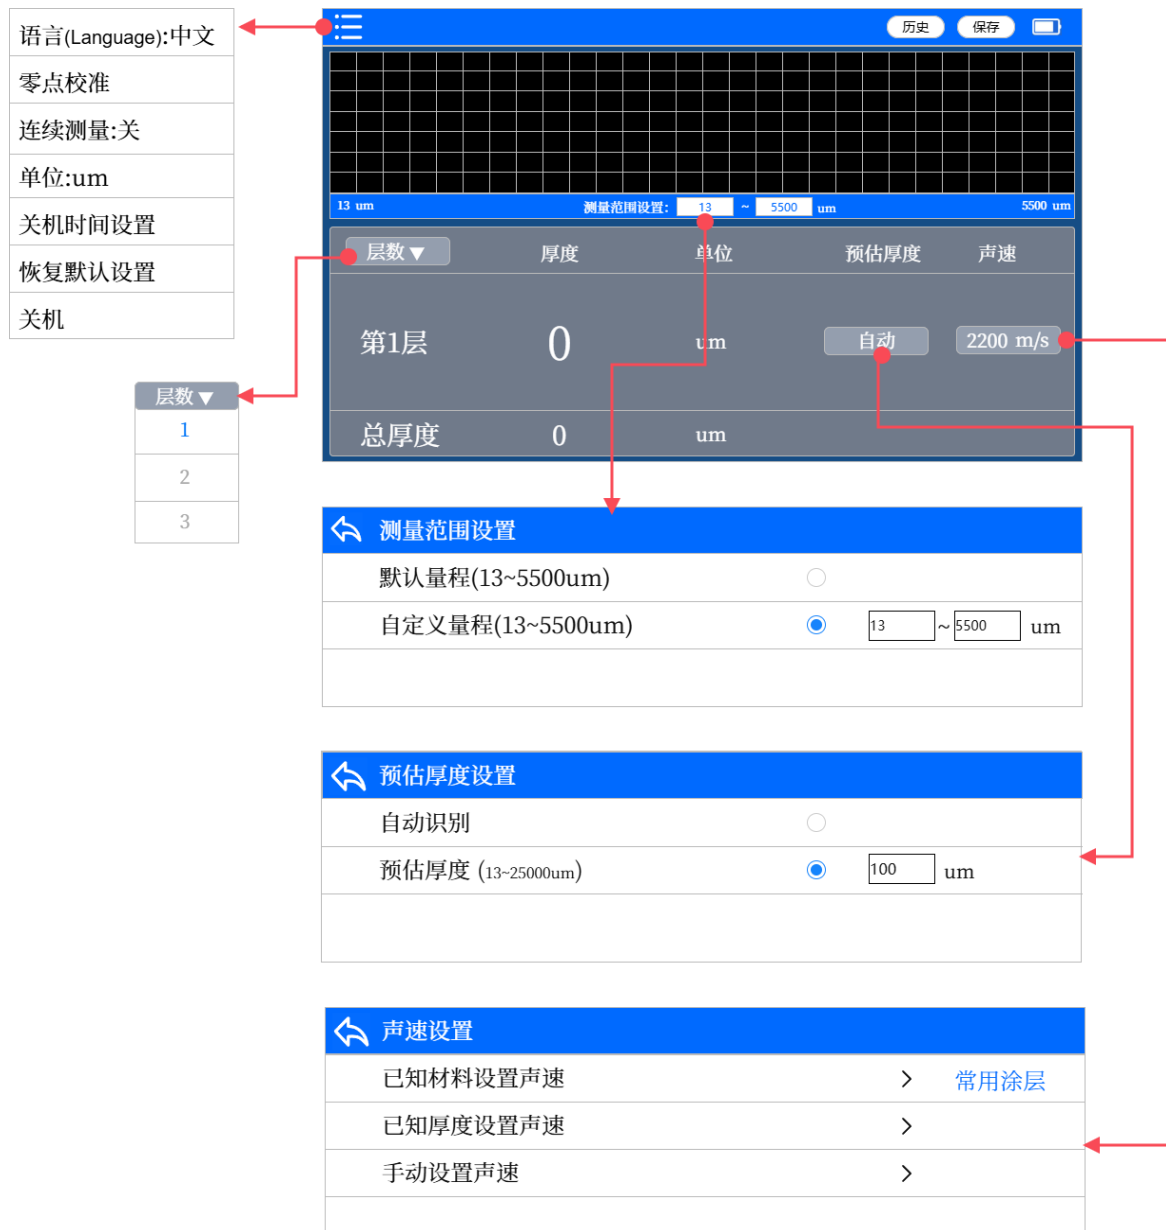 语言(Language):中文
零点校准
连续测量:关
单位:um
关机时间设置
恢复默认设置
关机
历史 保存
13 um 测量范围设置: 13 ~ 5500 um 5500 um
层数▼ 厚度 单位 预估厚度 声速
第1层 0 um 自动 2200 m/s
总厚度 0 um
层数▼
1
2
3
测量范围设置
默认量程(13~5500um)
自定义量程(13~5500um) 13 ~ 5500 um
预估厚度设置
自动识别
预估厚度 (13~25000um) 100 um
声速设置
已知材料设置声速 > 常用涂层
已知厚度设置声速 >
手动设置声速 >